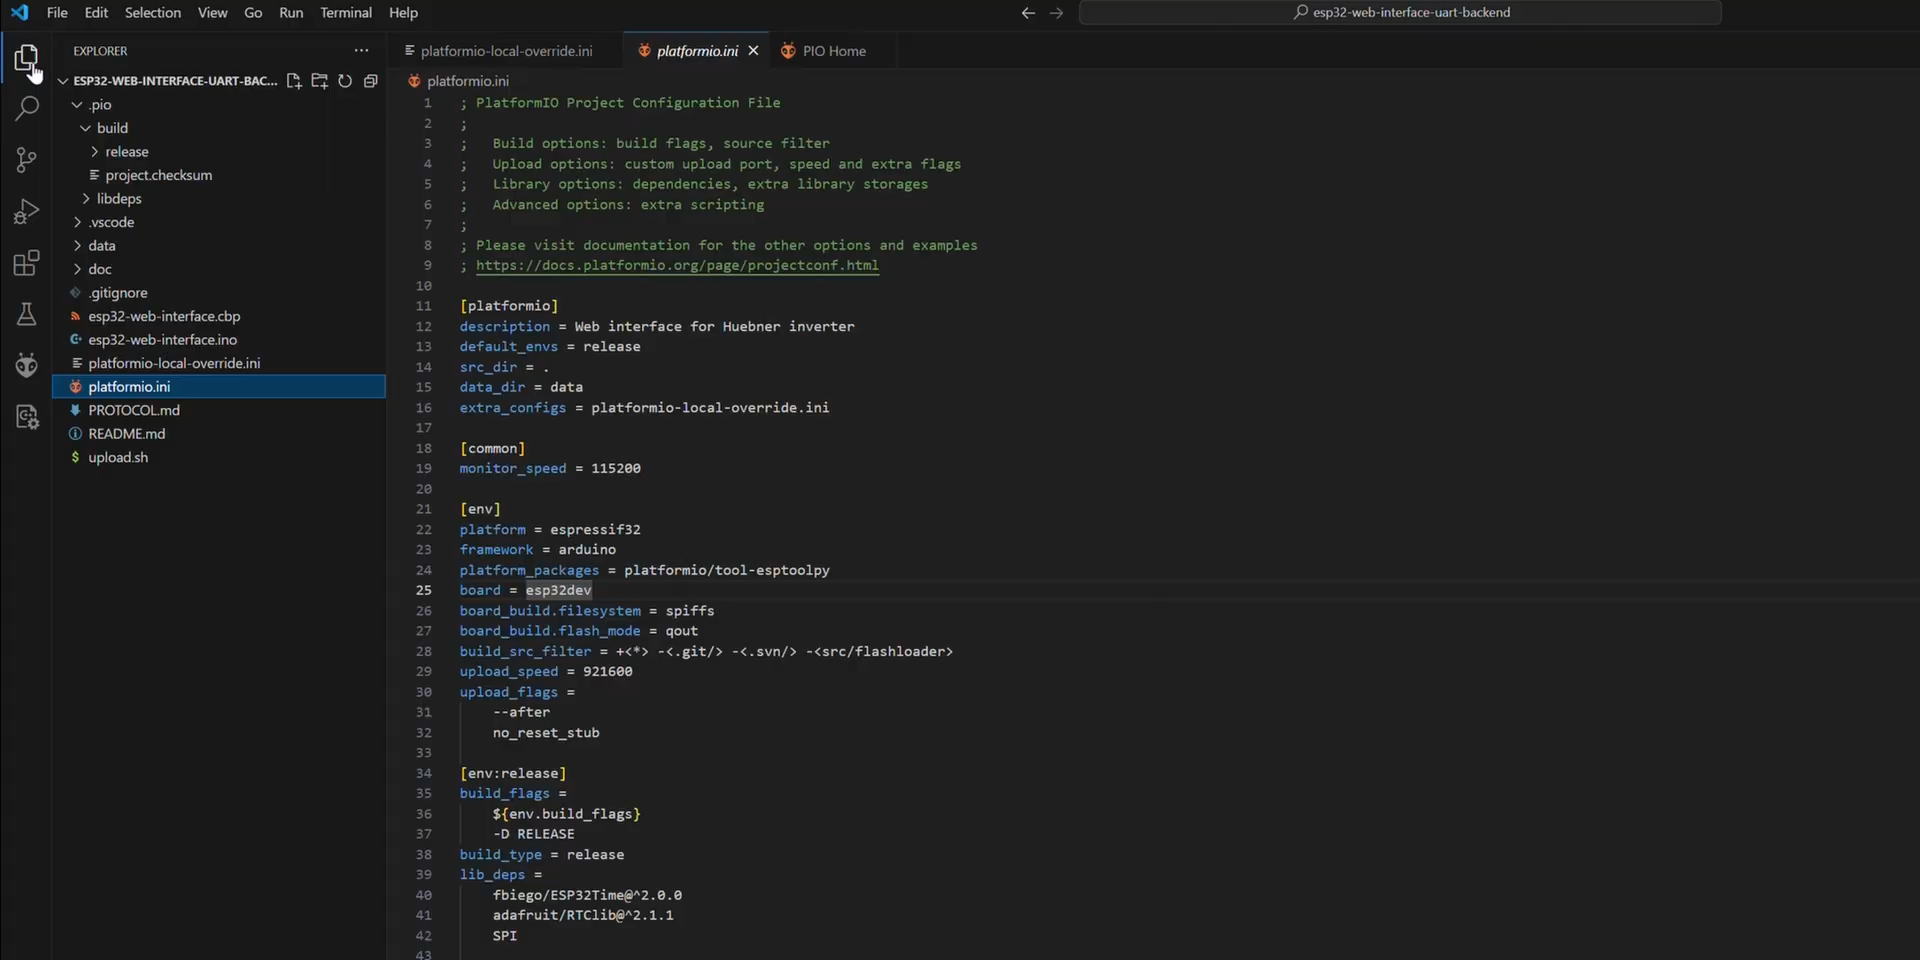 File Edit Selection View Go Run Terminal Help
esp32-web-interface-uart-backend
EXPLORER
ESP32-WEB-INTERFACE-UART-BAC...
.pio
build
release
project.checksum
libdeps
.vscode
data
doc
.gitignore
esp32-web-interface.cbp
esp32-web-interface.ino
platformio-local-override.ini
platformio.ini
PROTOCOL.md
README.md
upload.sh
platformio-local-override.ini platformio.ini PIO Home
platformio.ini
1 ; PlatformIO Project Configuration File
2 ;
3 ; Build options: build flags, source filter
4 ; Upload options: custom upload port, speed and extra flags
5 ; Library options: dependencies, extra library storages
6 ; Advanced options: extra scripting
7 ;
8 ; Please visit documentation for the other options and examples
9 ; https://docs.platformio.org/page/projectconf.html
10
11 [platformio]
12 description = Web interface for Huebner inverter
13 default_envs = release
14 src_dir = .
15 data_dir = data
16 extra_configs = platformio-local-override.ini
17
18 [common]
19 monitor_speed = 115200
20
21 [env]
22 platform = espressif32
23 framework = arduino
24 platform_packages = platformio/tool-esptoolpy
25 board = esp32dev
26 board_build.filesystem = spiffs
27 board_build.flash_mode = qout
28 build_src_filter = +<*> -<.git/> -<.svn/> -<src/flashloader>
29 upload_speed = 921600
30 upload_flags =
31 --after
32 no_reset_stub
33
34 [env:release]
35 build_flags =
36 ${env.build_flags}
37 -D RELEASE
38 build_type = release
39 lib_deps =
40 fbiego/ESP32Time@^2.0.0
41 adafruit/RTClib@^2.1.1
42 SPI
43